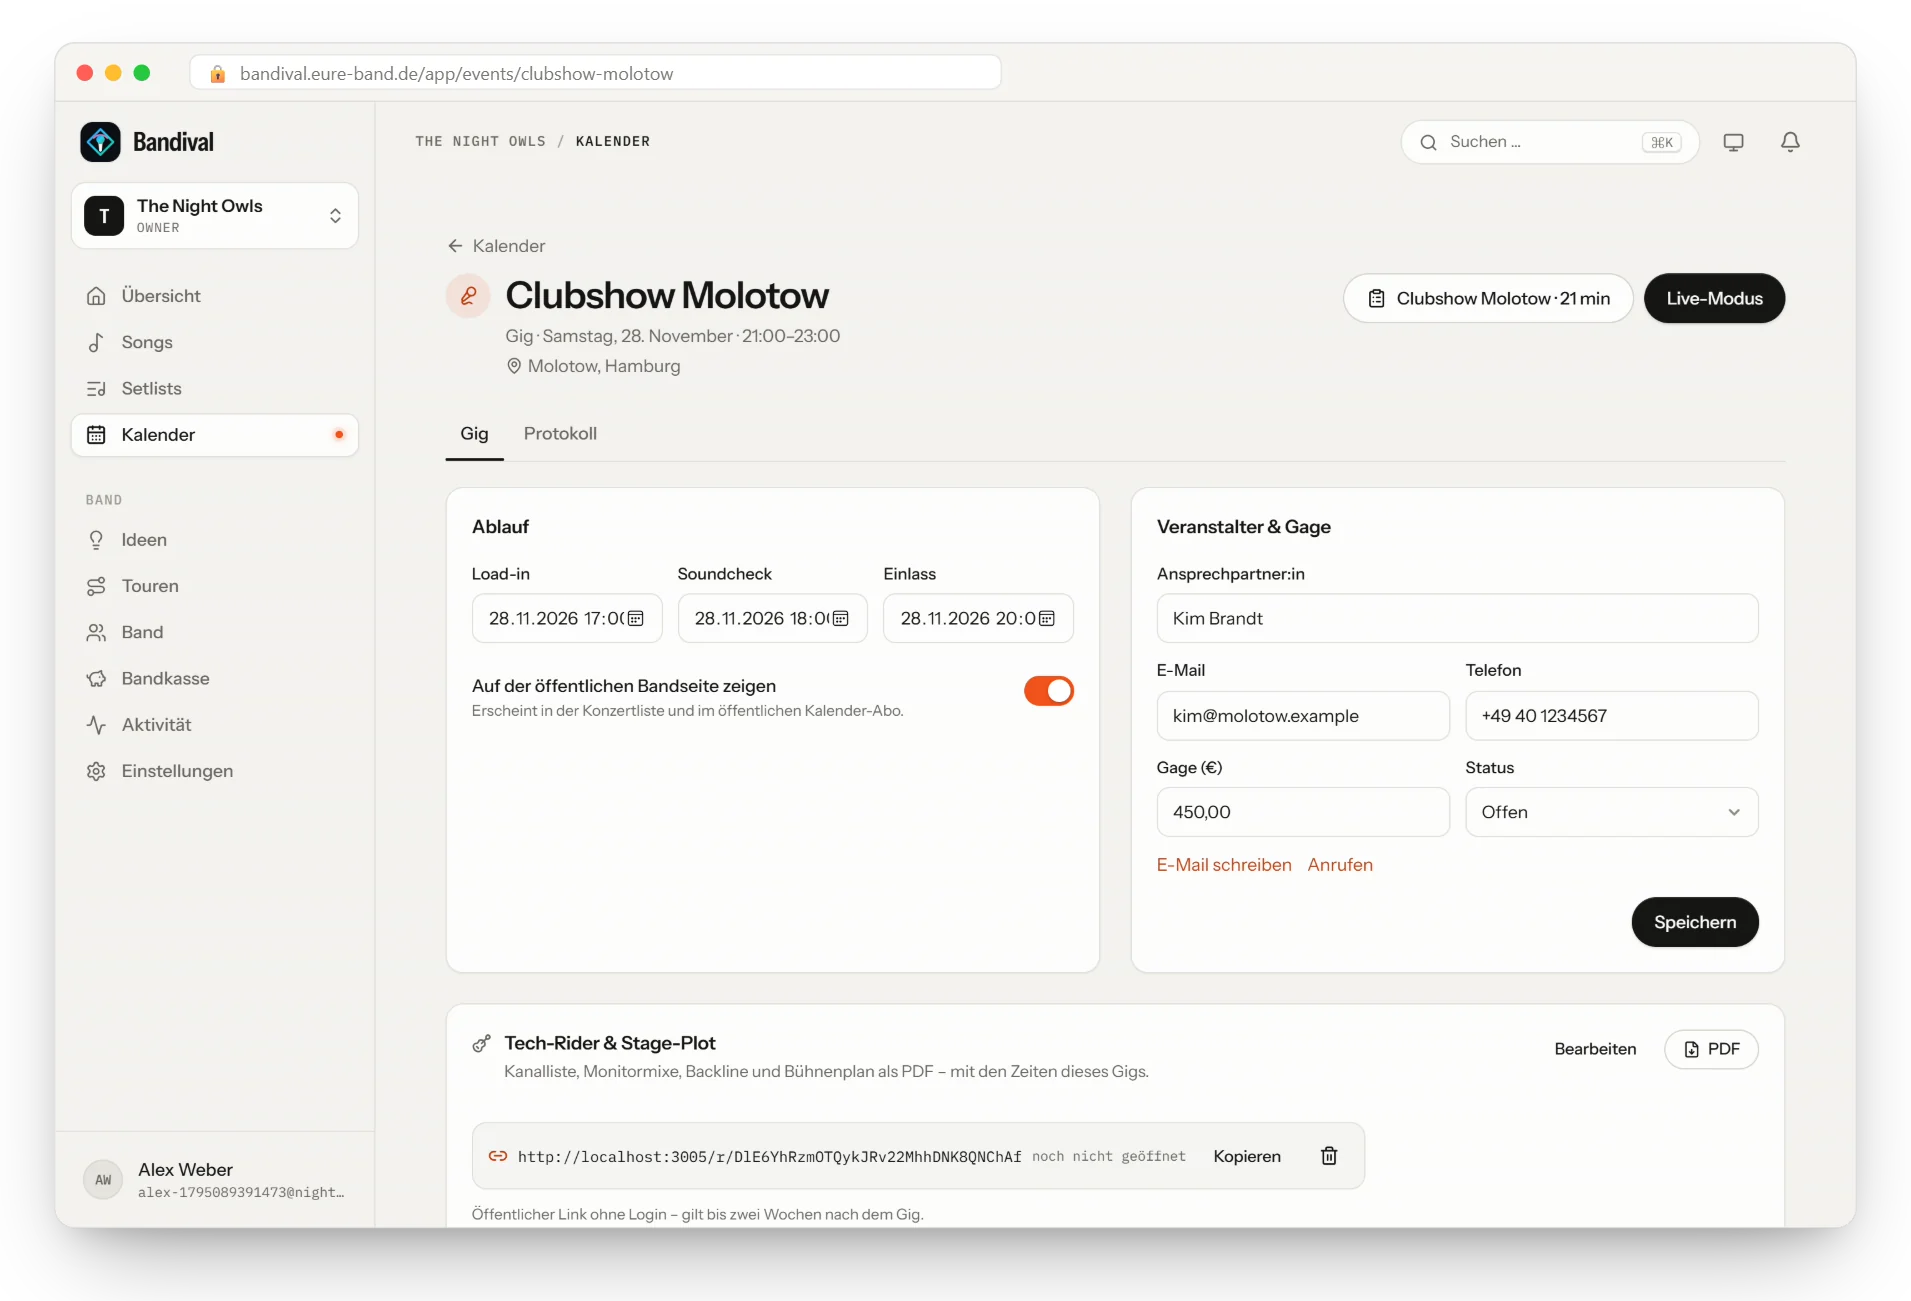 bandival.eure-band.de/app/events/clubshow-molotow
Bandival
THE NIGHT OWLS / KALENDER
Suchen ...
⌘K
T
The Night Owls
OWNER
Übersicht
Songs
Setlists
Kalender
BAND
Ideen
Touren
Band
Bandkasse
Aktivität
Einstellungen
AW
Alex Weber
alex-1795089391473@night…
Kalender
Clubshow Molotow
Gig · Samstag, 28. November · 21:00–23:00
Molotow, Hamburg
Clubshow Molotow · 21 min
Live-Modus
Gig
Protokoll
Ablauf
Load-in
Soundcheck
Einlass
28.11.2026 17:0
28.11.2026 18:0
28.11.2026 20:0
Auf der öffentlichen Bandseite zeigen
Erscheint in der Konzertliste und im öffentlichen Kalender-Abo.
Veranstalter & Gage
Ansprechpartner:in
Kim Brandt
E-Mail
Telefon
kim@molotow.example
+49 40 1234567
Gage (€)
Status
450,00
Offen
E-Mail schreiben
Anrufen
Speichern
Tech-Rider & Stage-Plot
Kanalliste, Monitormixe, Backline und Bühnenplan als PDF – mit den Zeiten dieses Gigs.
Bearbeiten
PDF
http://localhost:3005/r/DlE6YhRzmOTQykJRv22MhhDNK8QNChAf noch nicht geöffnet
Kopieren
Öffentlicher Link ohne Login – gilt bis zwei Wochen nach dem Gig.